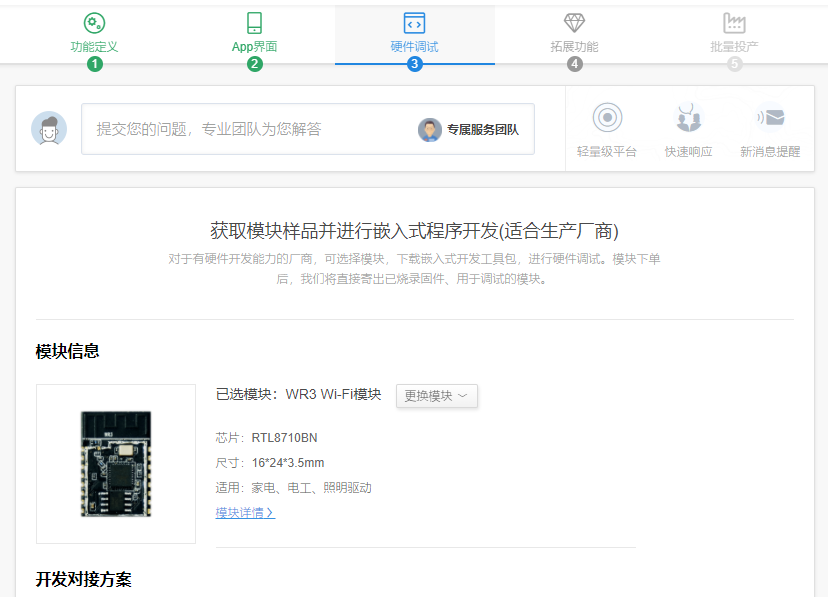 功能定义
App界面
硬件调试
拓展功能
批量投产
1
2
3
4
5
提交您的问题，专业团队为您解答
专属服务团队
轻量级平台
快速响应
新消息提醒
获取模块样品并进行嵌入式程序开发(适合生产厂商)
对于有硬件开发能力的厂商，可选择模块，下载嵌入式开发工具包，进行硬件调试。模块下单
后，我们将直接寄出已烧录固件、用于调试的模块。
模块信息
已选模块：WR3 Wi-Fi模块
更换模块
芯片：RTL8710BN
尺寸：16*24*3.5mm
适用：家电、电工、照明驱动
模块详情
WR3
开发对接方案